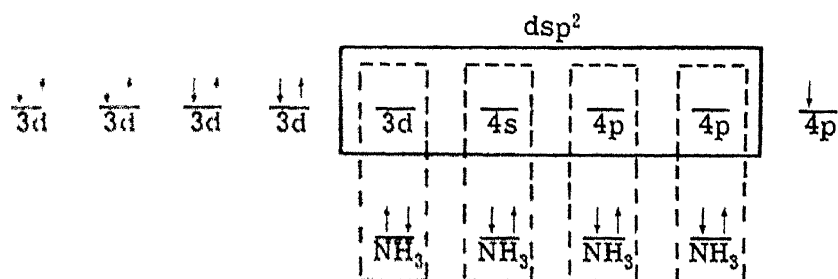 dsp²
3d 3d 3d 3d 3d 4s 4p 4p 4p
NH₃ NH₃ NH₃ NH₃